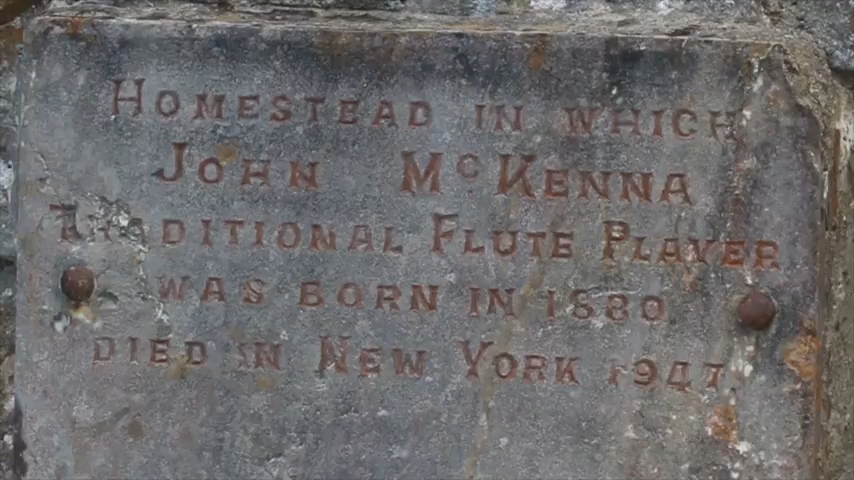 HOMESTEAD IN WHICH
JOHN McKENNA
TRADITIONAL FLUTE PLAYER
WAS BORN IN 1880
DIED IN NEW YORK 1947.